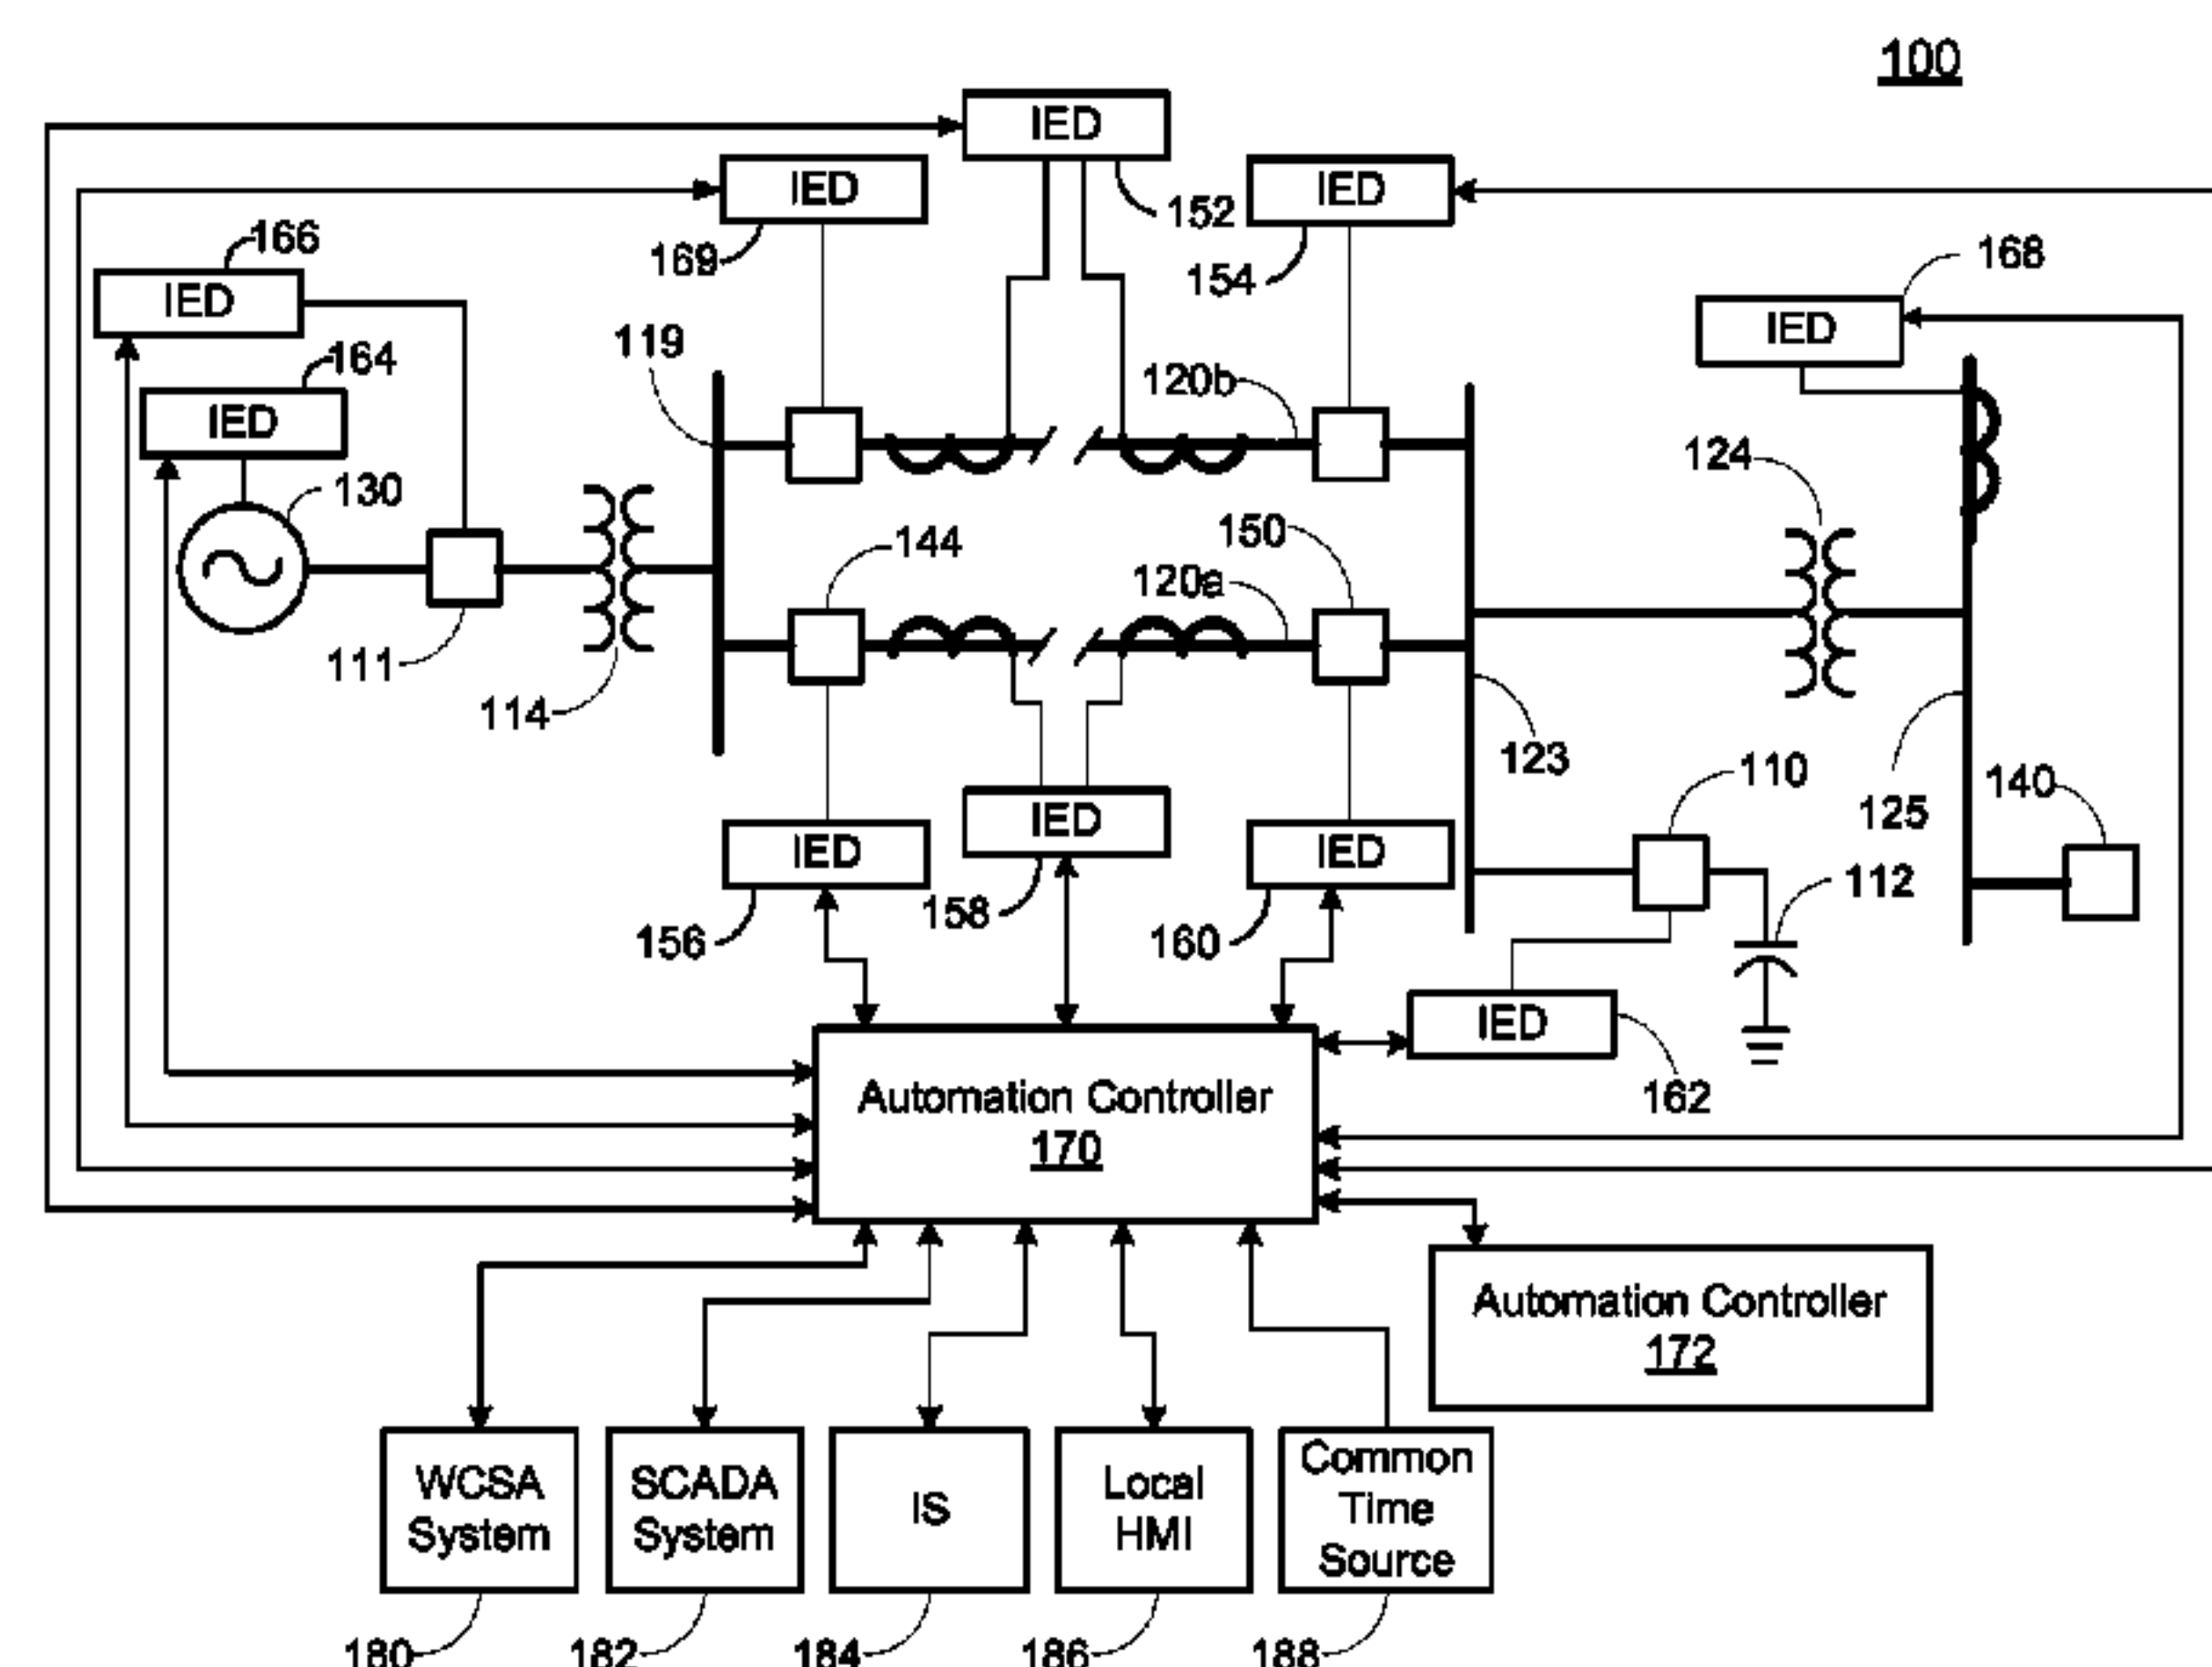 100
IED
152
IED
169
IED
154
166
IED
168
IED
164
IED
119
120b
124
130
144
150
120a
111
114
123
110
125
140
112
IED
156
IED
158
IED
160
IED
162
Automation Controller
170
Automation Controller
172
WCSA
System
SCADA
System
IS
Local
HMI
Common
Time
Source
180
182
184
186
188